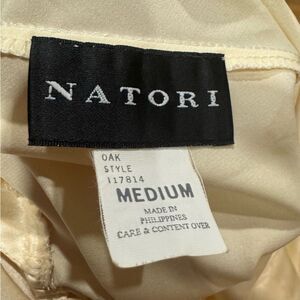 NATORI
OAK
STYLE
117814
MEDIUM
MADE IN
PHILIPPINES
CARE & CONTENT OVER